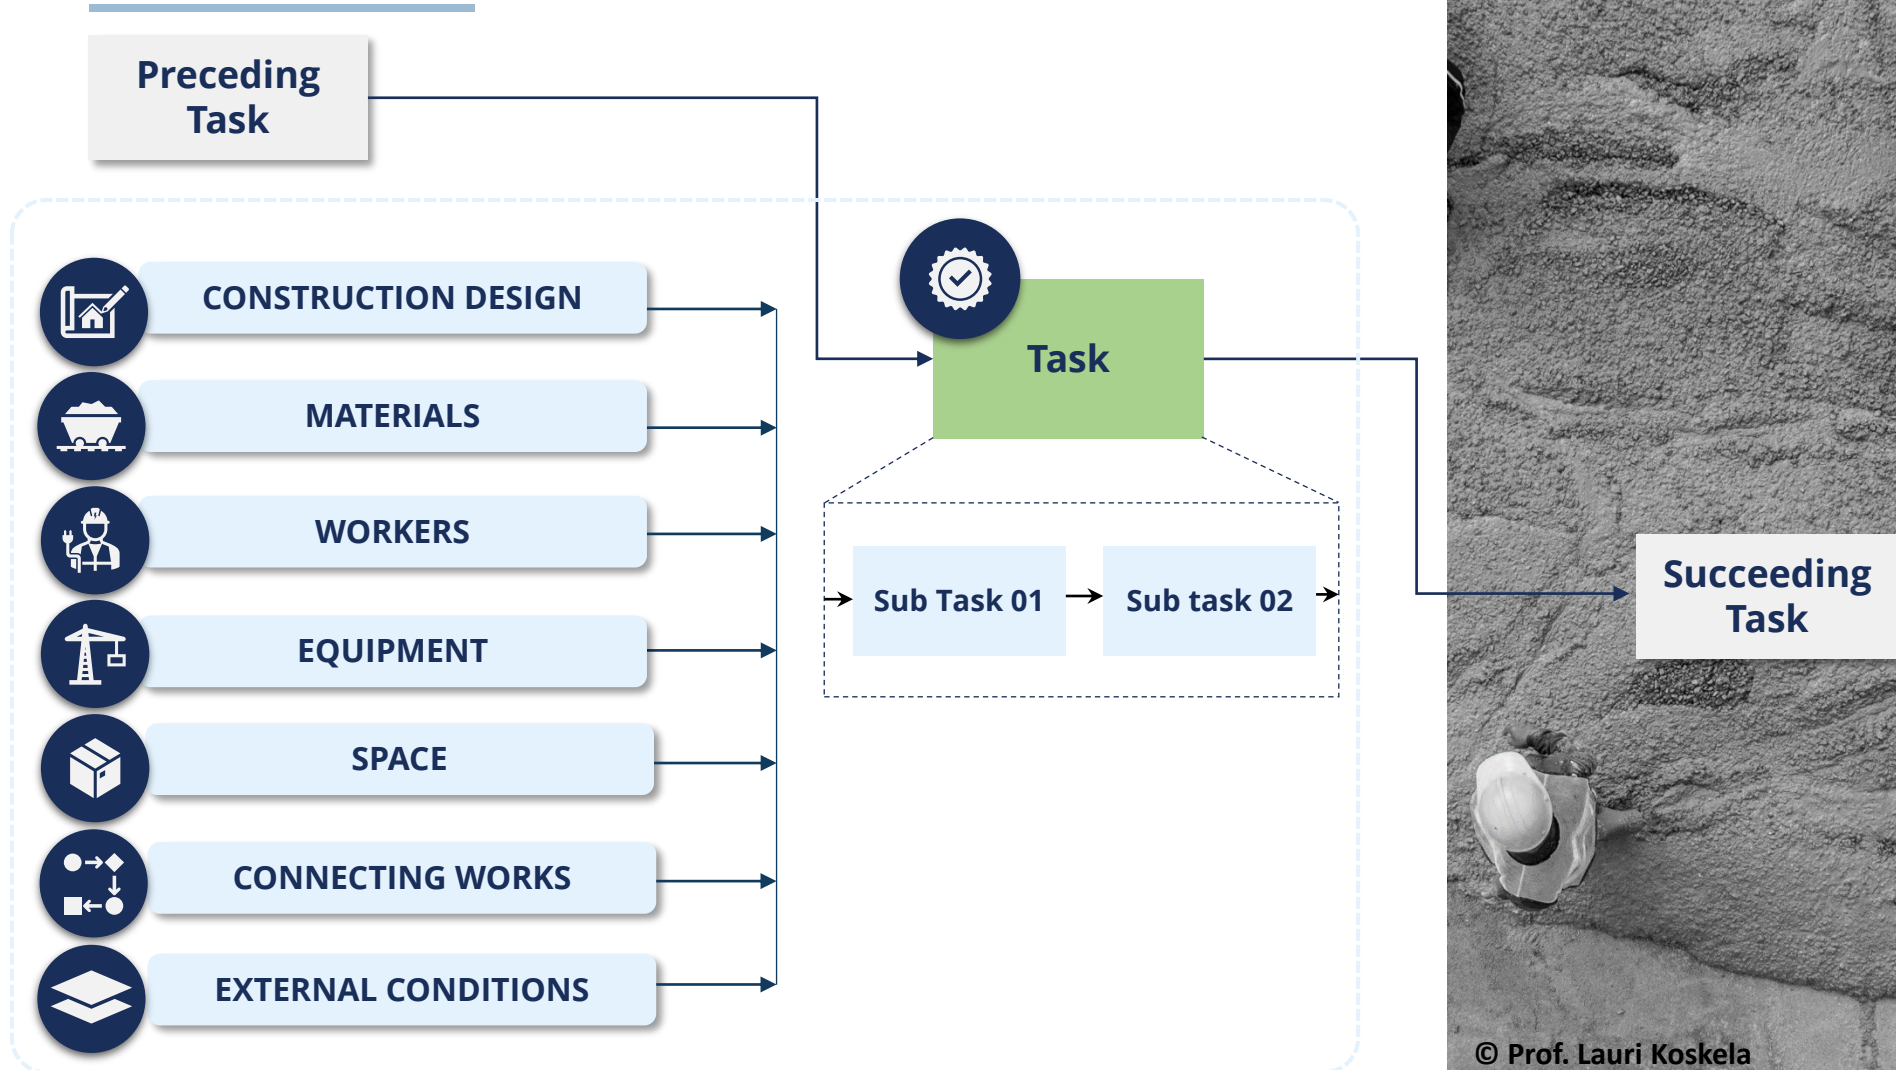 Preceding
Task
CONSTRUCTION DESIGN
MATERIALS
WORKERS
EQUIPMENT
SPACE
CONNECTING WORKS
EXTERNAL CONDITIONS
Task
Sub Task 01
Sub task 02
Succeeding
Task
© Prof. Lauri Koskela